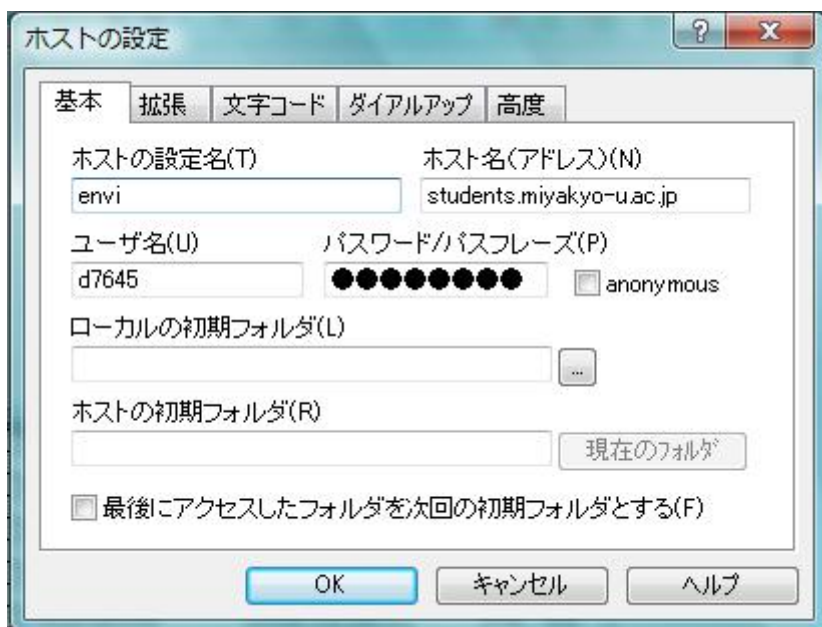 ホストの設定
基本 拡張 文字コード ダイアルアップ 高度
ホストの設定名(T) ホスト名(アドレス)(N)
envi students.miyakyo-u.ac.jp
ユーザ名(U) パスワード/パスフレーズ(P)
d7645 ●●●●●●●● anonymous
ローカルの初期フォルダ(L)
...
ホストの初期フォルダ(R)
現在のフォルダ
最後にアクセスしたフォルダを次回の初期フォルダとする(F)
OK キャンセル ヘルプ